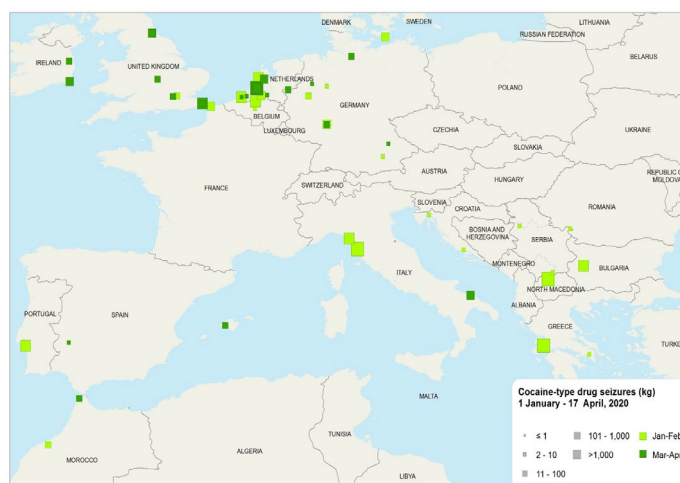 DENMARK
SWEDEN
LITHUANIA
RUSSIAN FEDERATION
IRELAND
UNITED KINGDOM
NETHERLANDS
BELARUS
POLAND
GERMANY
BELGIUM
LUXEMBOURG
CZECHIA
UKRAINE
SLOVAKIA
FRANCE
AUSTRIA
SWITZERLAND
HUNGARY
REPUBLIC OF
MOLDOVA
SLOVENIA
CROATIA
ROMANIA
BOSNIA AND
HERZEGOVINA
SERBIA
ITALY
MONTENEGRO
BULGARIA
NORTH MACEDONIA
ALBANIA
PORTUGAL
SPAIN
GREECE
MALTA
TUNISIA
MOROCCO
ALGERIA
LIBYA
Cocaine-type drug seizures (kg)
1 January - 17 April, 2020
≤ 1
101 - 1,000
Jan-Feb
2 - 10
>1,000
Mar-Apr
11 - 100